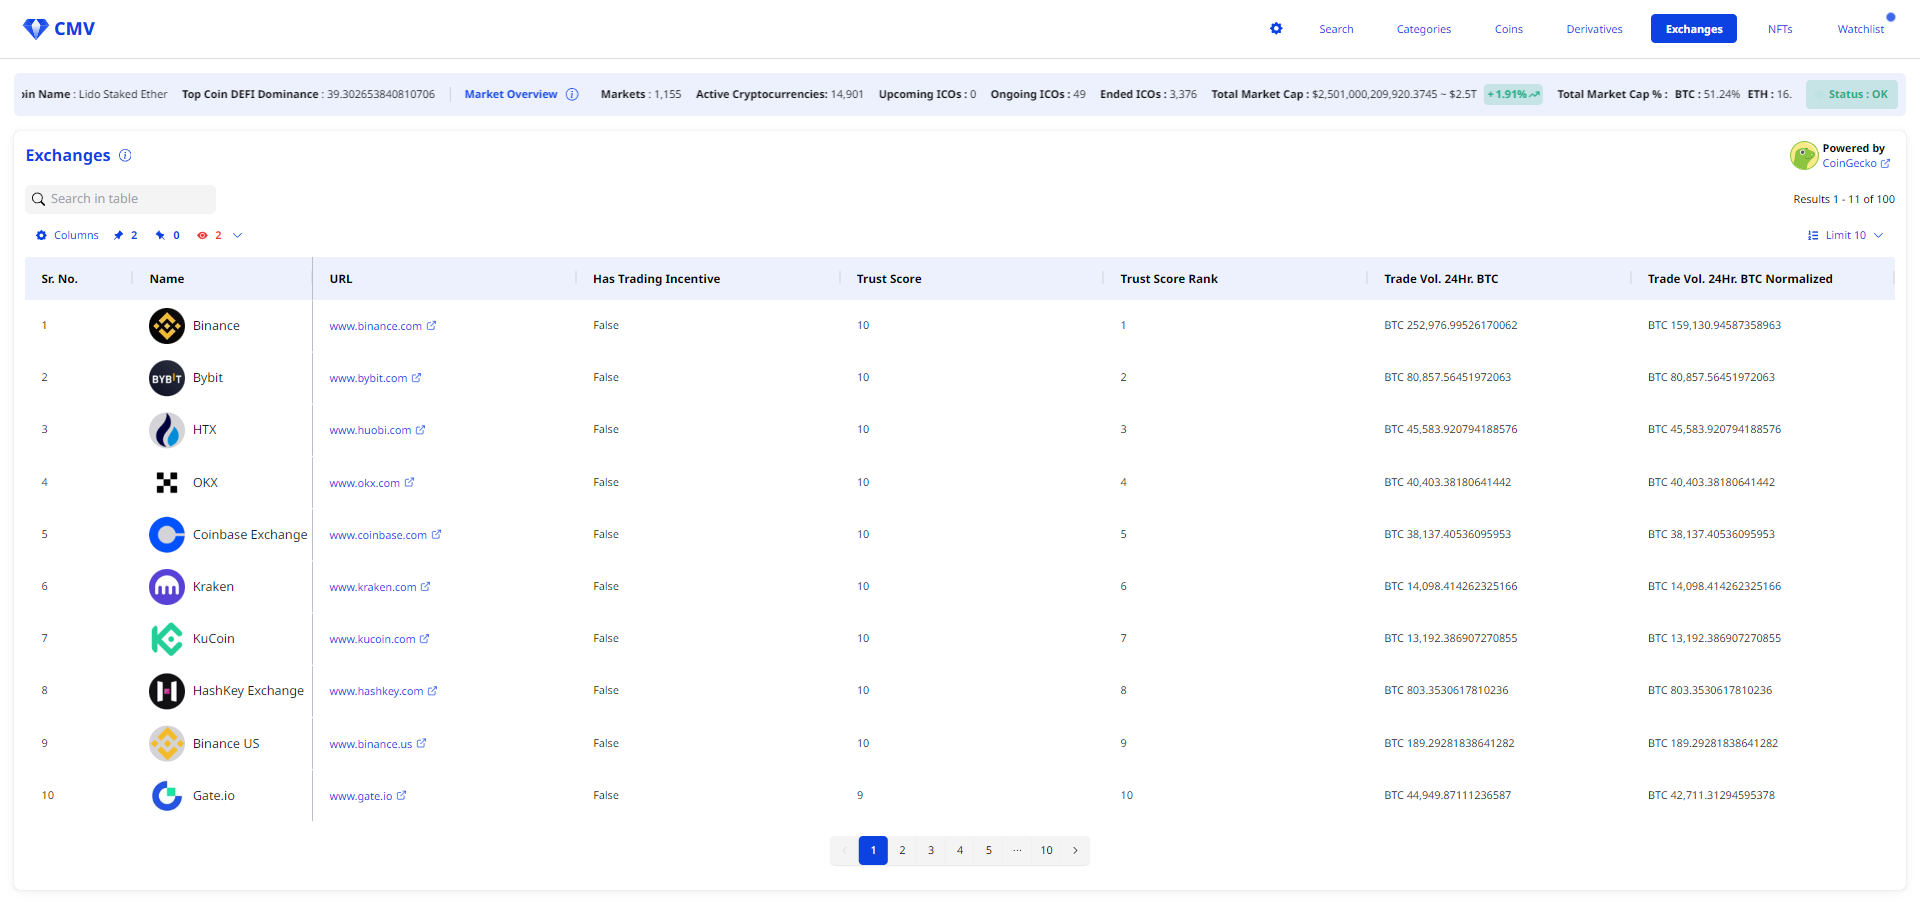 CMV
Search Categories Coins Derivatives Exchanges NFTs Watchlist
in Name : Lido Staked Ether Top Coin DEFI Dominance : 39.302653840810706 Market Overview Markets : 1,155 Active Cryptocurrencies: 14,901 Upcoming ICOs : 0 Ongoing ICOs : 49 Ended ICOs : 3,376 Total Market Cap : $2,501,000,209,920.3745 ~ $2.5T +1.91% Total Market Cap % : BTC : 51.24% ETH : 16. Status : OK
Exchanges
Powered by
CoinGecko
Search in table
Results 1 - 11 of 100
Columns 2 0 2 Limit 10
Sr. No. Name URL Has Trading Incentive Trust Score Trust Score Rank Trade Vol. 24Hr. BTC Trade Vol. 24Hr. BTC Normalized
1 Binance www.binance.com False 10 1 BTC 252,976.99526170062 BTC 159,130.94587358963
2 BYBIT Bybit www.bybit.com False 10 2 BTC 80,857.56451972063 BTC 80,857.56451972063
3 HTX www.huobi.com False 10 3 BTC 45,583.920794188576 BTC 45,583.920794188576
4 OKX www.okx.com False 10 4 BTC 40,403.38180641442 BTC 40,403.38180641442
5 Coinbase Exchange www.coinbase.com False 10 5 BTC 38,137.40536095953 BTC 38,137.40536095953
6 Kraken www.kraken.com False 10 6 BTC 14,098.414262325166 BTC 14,098.414262325166
7 KuCoin www.kucoin.com False 10 7 BTC 13,192.386907270855 BTC 13,192.386907270855
8 HashKey Exchange www.hashkey.com False 10 8 BTC 803.3530617810236 BTC 803.3530617810236
9 Binance US www.binance.us False 10 9 BTC 189.29281838641282 BTC 189.29281838641282
10 Gate.io www.gate.io False 9 10 BTC 44,949.87111236587 BTC 42,711.31294595378
1 2 3 4 5 ··· 10